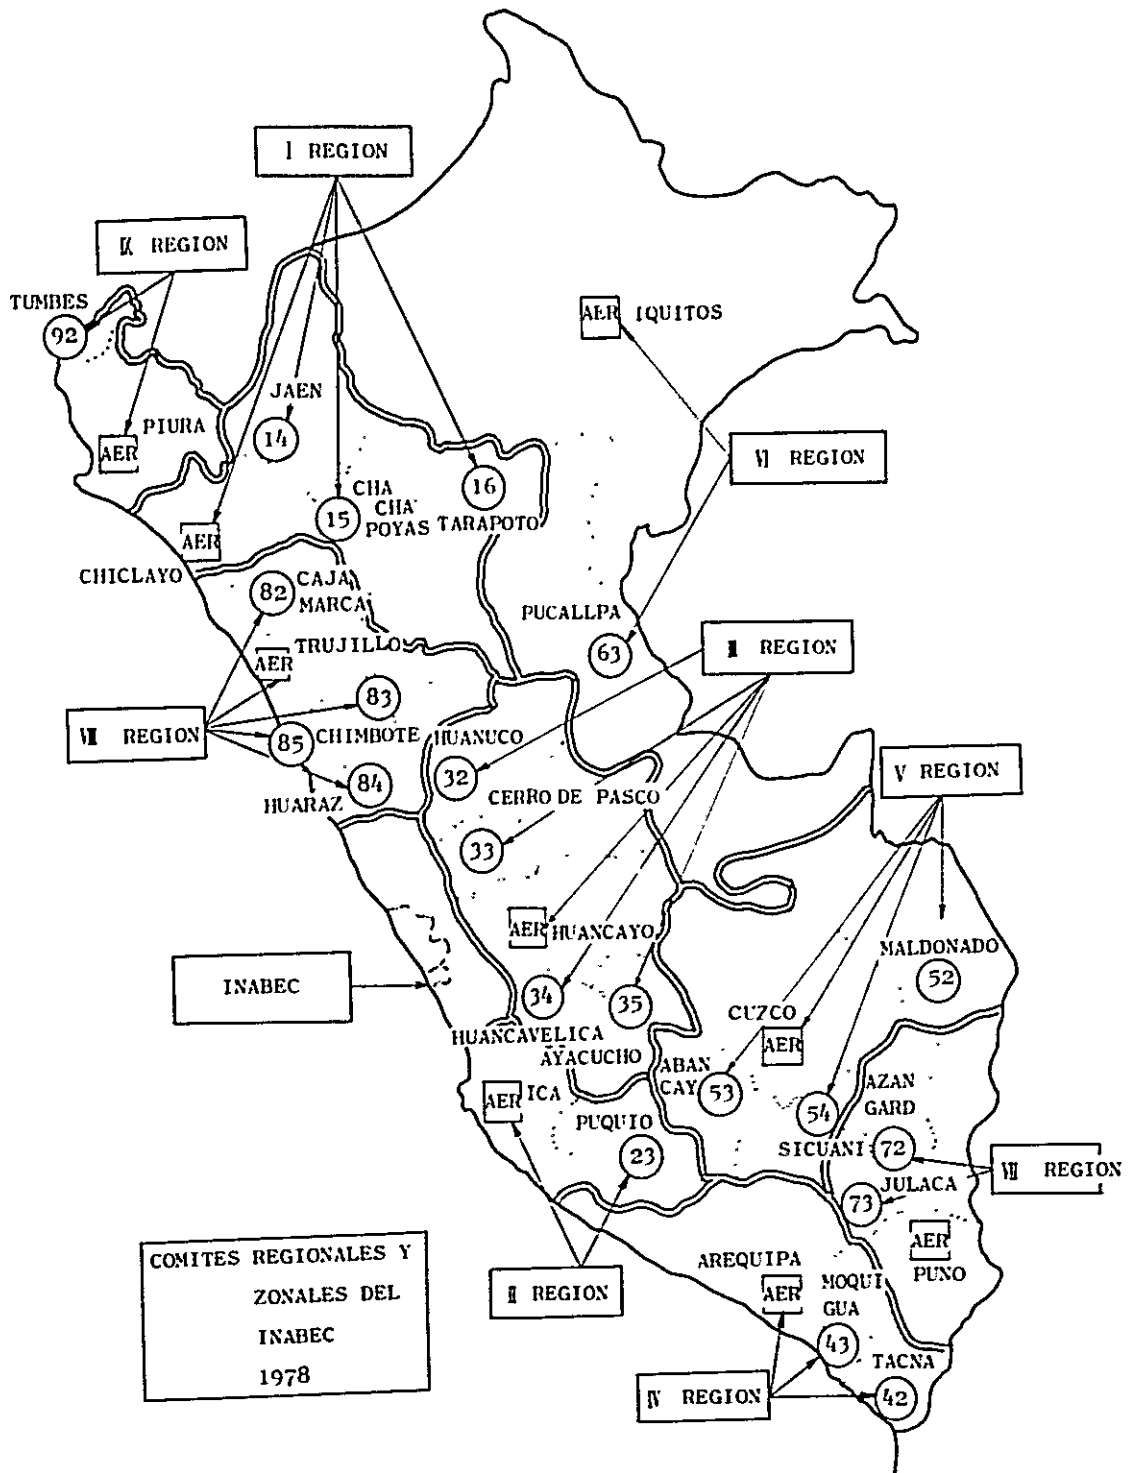 I REGION
IX REGION
TUMBES
92
AER IQUITOS
JAEN
PIURA
14
AER
VI REGION
16
CHA
CHA
POYAS
15
TARAPOTO
AER
CHICLAYO
82
CAJA
MARCA
PUCALLPA
TRUJILLO
AER
63
III REGION
83
VIII REGION
85
CHIMBOTE
HUANUCO
84
32
V REGION
HUARAZ
CERRO DE PASCO
33
AER
HUANCAYO
MALDONADO
52
INABEC
34
35
CUZCO
AER
HUANCAVELICA
AYACUCHO
ABAN
CAY
53
AZAN
GARD
AER
ICA
54
PUQUIO
23
SICUANI
72
VII REGION
JULACA
73
AER
PUNO
COMITES REGIONALES Y
ZONALES DEL
INABEC
1978
II REGION
AREQUIPA
AER
MOQUI
GUA
43
TACNA
IV REGION
42